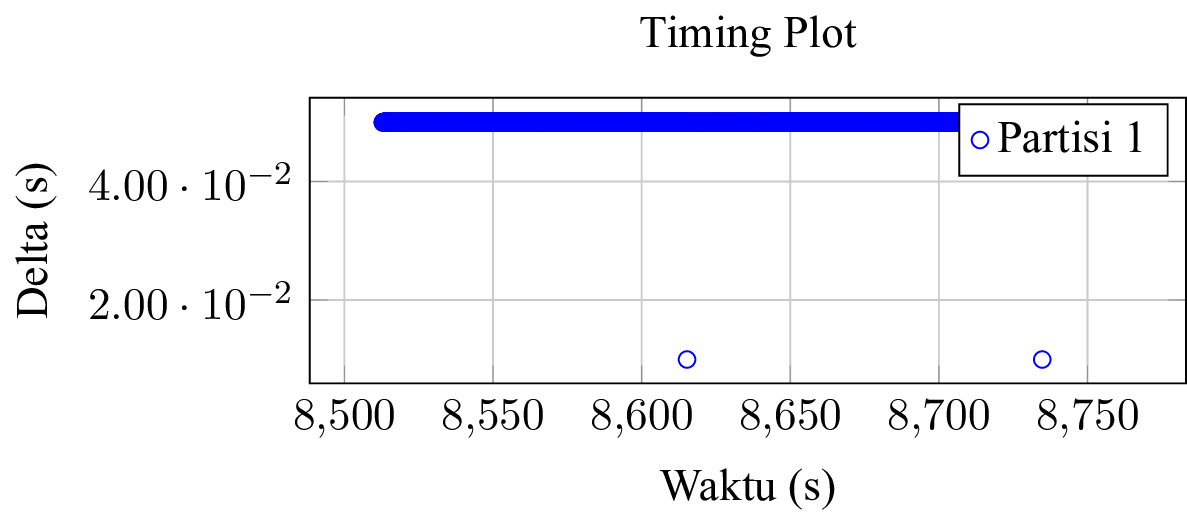 Timing Plot
Partisi 1
Delta (s)
4.00 · 10⁻²
2.00 · 10⁻²
8,500 8,550 8,600 8,650 8,700 8,750
Waktu (s)